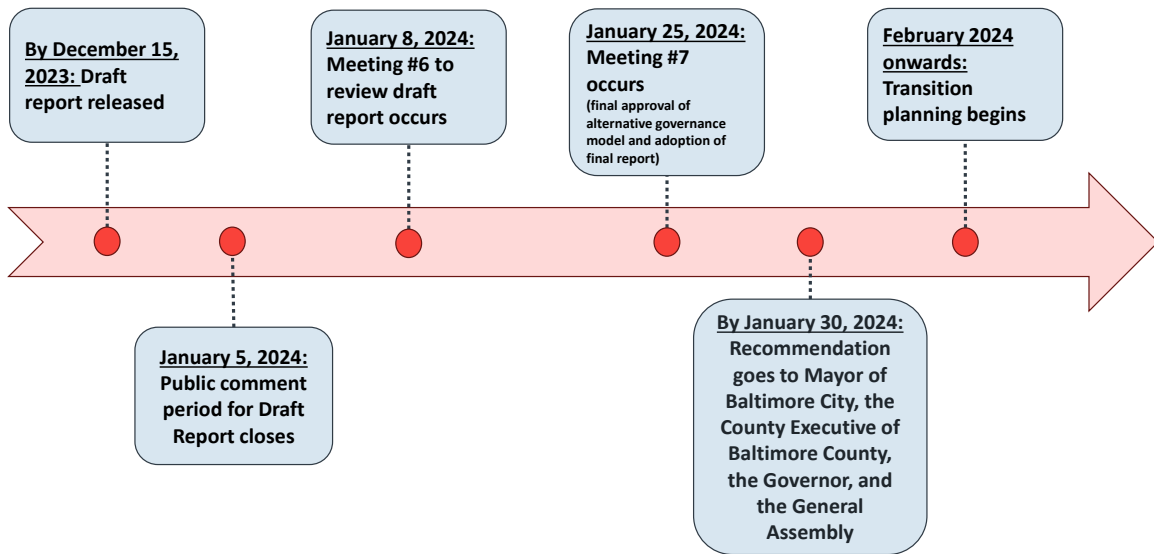 By December 15,
2023: Draft
report released
January 8, 2024:
Meeting #6 to
review draft
report occurs
January 25, 2024:
Meeting #7
occurs
(final approval of
alternative governance
model and adoption of
final report)
February 2024
onwards:
Transition
planning begins
January 5, 2024:
Public comment
period for Draft
Report closes
By January 30, 2024:
Recommendation
goes to Mayor of
Baltimore City, the
County Executive of
Baltimore County,
the Governor, and
the General
Assembly